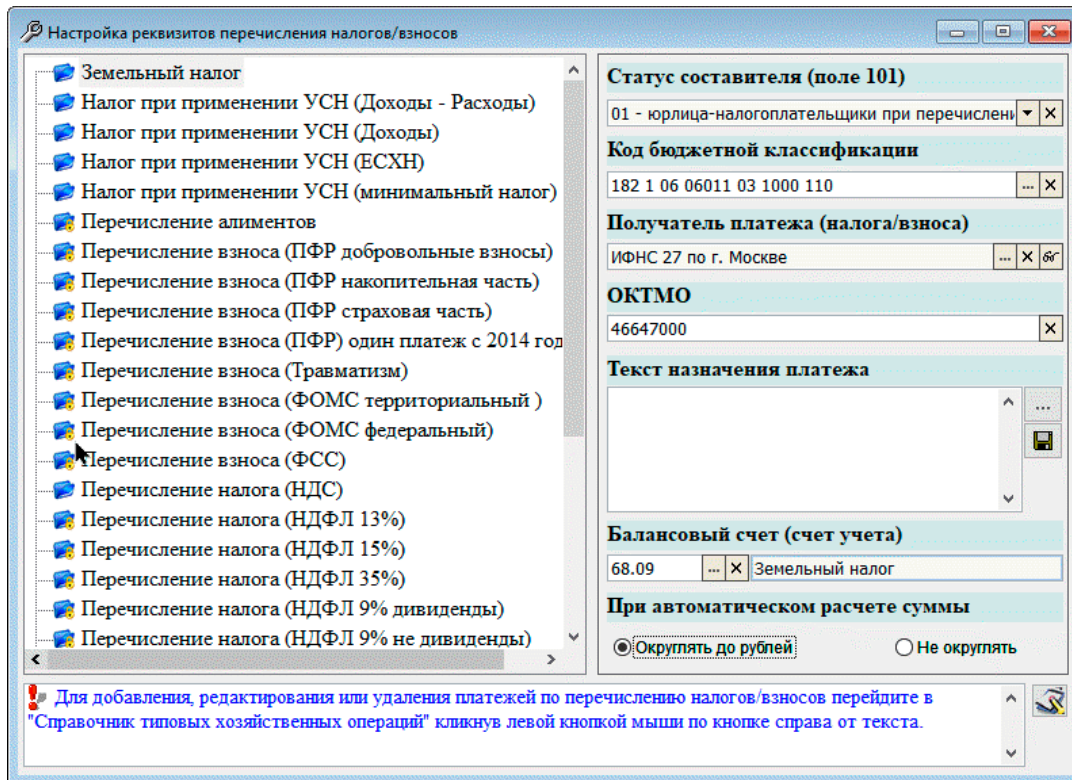 Настройка реквизитов перечисления налогов/взносов
Земельный налог
Налог при применении УСН (Доходы - Расходы)
Налог при применении УСН (Доходы)
Налог при применении УСН (ЕСХН)
Налог при применении УСН (минимальный налог)
Перечисление алиментов
Перечисление взноса (ПФР добровольные взносы)
Перечисление взноса (ПФР накопительная часть)
Перечисление взноса (ПФР страховая часть)
Перечисление взноса (ПФР) один платеж с 2014 год
Перечисление взноса (Травматизм)
Перечисление взноса (ФОМС территориальный )
Перечисление взноса (ФОМС федеральный)
Перечисление взноса (ФСС)
Перечисление налога (НДС)
Перечисление налога (НДФЛ 13%)
Перечисление налога (НДФЛ 15%)
Перечисление налога (НДФЛ 35%)
Перечисление налога (НДФЛ 9% дивиденды)
Перечисление налога (НДФЛ 9% не дивиденды)
Статус составителя (поле 101)
01 - юрлица-налогоплательщики при перечислени
Код бюджетной классификации
182 1 06 06011 03 1000 110
...
Получатель платежа (налога/взноса)
ИФНС 27 по г. Москве
...
ОКТМО
46647000
Текст назначения платежа
...
Балансовый счет (счет учета)
68.09
...
Земельный налог
При автоматическом расчете суммы
Округлять до рублей
Не округлять
Для добавления, редактирования или удаления платежей по перечислению налогов/взносов перейдите в
"Справочник типовых хозяйственных операций" кликнув левой кнопкой мыши по кнопке справа от текста.